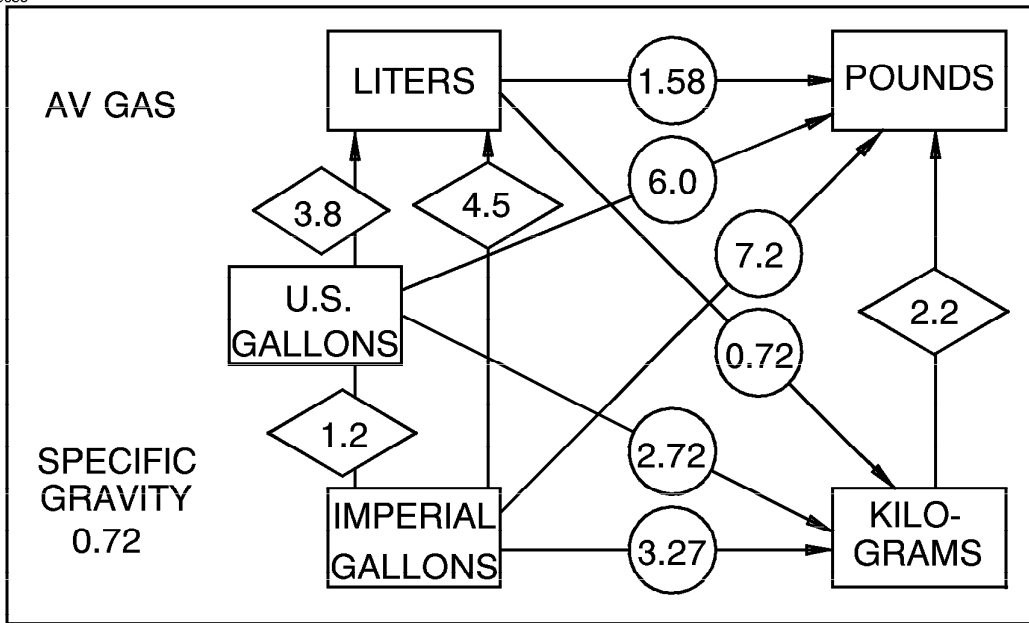 LITERS
1.58
POUNDS
AV GAS
3.8
4.5
6.0
7.2
U.S.
GALLONS
2.2
0.72
1.2
2.72
SPECIFIC
GRAVITY
0.72
IMPERIAL
GALLONS
3.27
KILO-
GRAMS